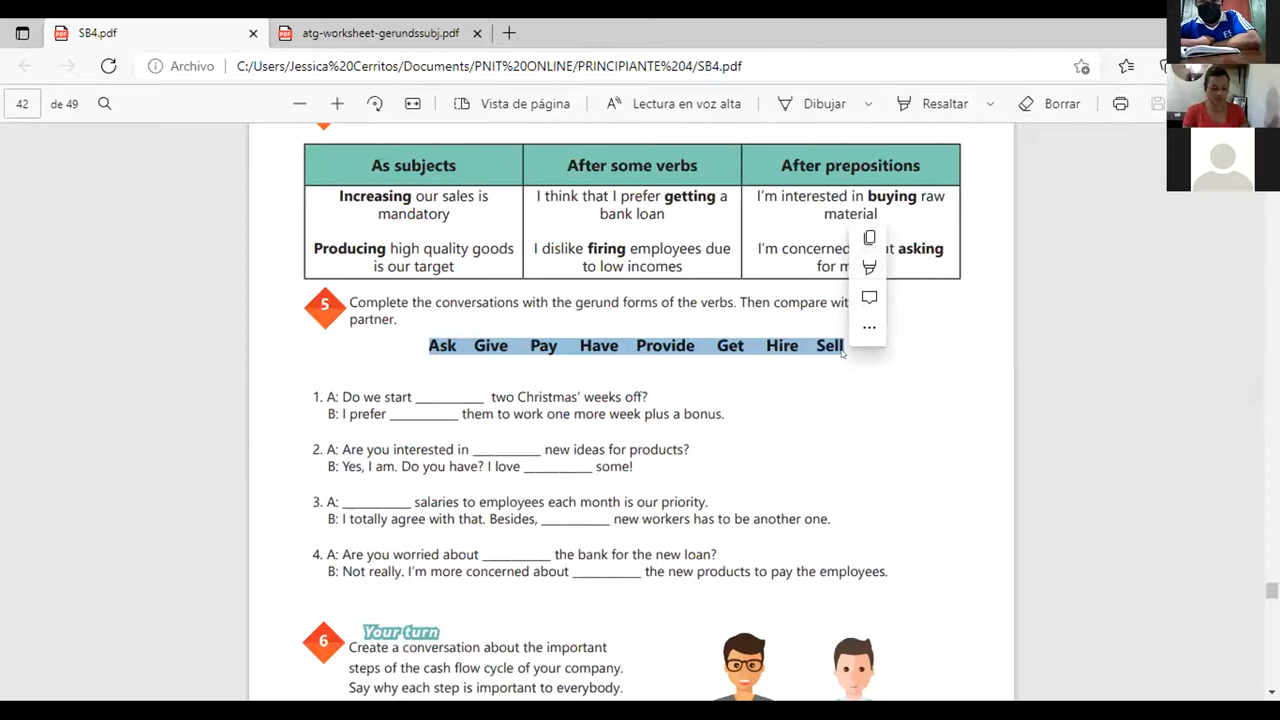 SB4.pdf
atg-worksheet-gerundssubj.pdf
Archivo
C:/Users/Jessica%20Cerritos/Documents/PNIT%20ONLINE/PRINCIPIANTE%204/SB4.pdf
42 de 49
Vista de página
Lectura en voz alta
Dibujar
Resaltar
Borrar
As subjects After some verbs After prepositions
Increasing our sales is mandatory
I think that I prefer getting a bank loan
I'm interested in buying raw material
Producing high quality goods is our target
I dislike firing employees due to low incomes
I'm concerned asking
for
5 Complete the conversations with the gerund forms of the verbs. Then compare
partner.
Ask Give Pay Have Provide Get Hire Sell
1. A: Do we start __________ two Christmas' weeks off?
B: I prefer __________ them to work one more week plus a bonus.
2. A: Are you interested in __________ new ideas for products?
B: Yes, I am. Do you have? I love __________ some!
3. A: __________ salaries to employees each month is our priority.
B: I totally agree with that. Besides, __________ new workers has to be another one.
4. A: Are you worried about __________ the bank for the new loan?
B: Not really. I'm more concerned about __________ the new products to pay the employees.
6 Your turn
Create a conversation about the important
steps of the cash flow cycle of your company.
Say why each step is important to everybody.